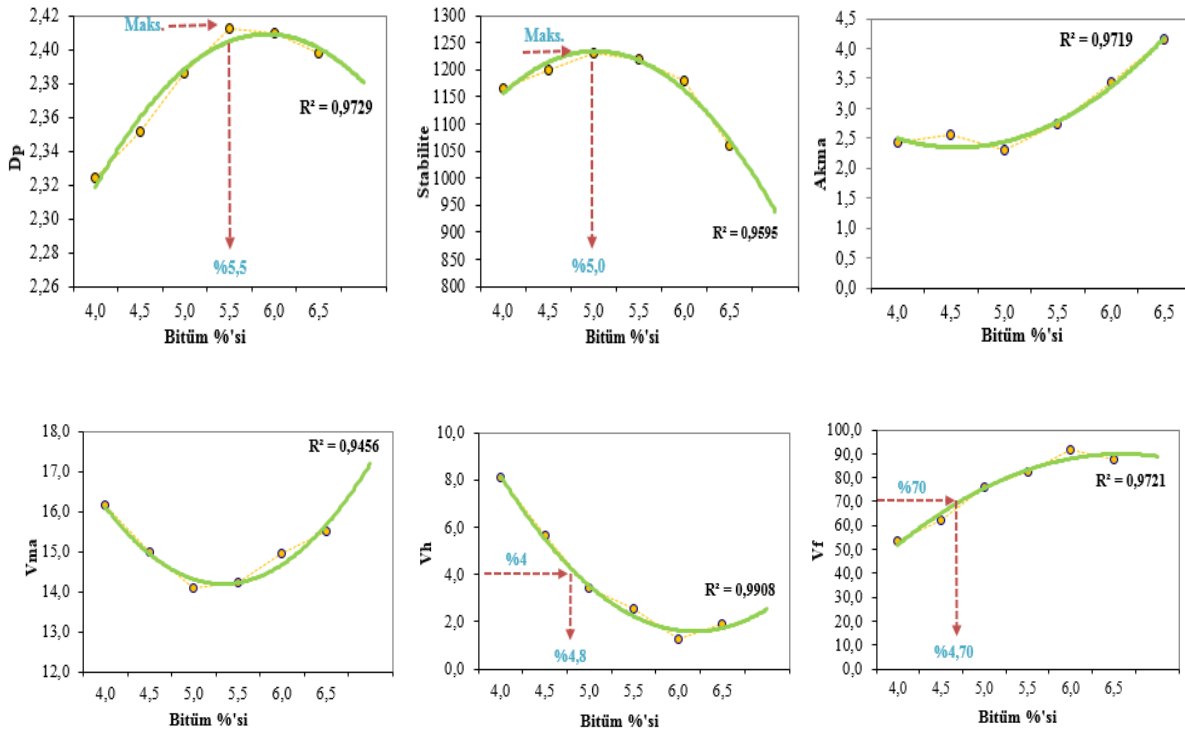 2,42
2,40
2,38
2,36
2,34
2,32
2,30
2,28
2,26
Dp
Maks.
R² = 0,9729
%5,5
4,0 4,5 5,0 5,5 6,0 6,5
Bitüm %'si
1300
1250
1200
1150
1100
1050
1000
950
900
850
800
Stabilite
Maks.
R² = 0,9595
%5,0
4,0 4,5 5,0 5,5 6,0 6,5
Bitüm %'si
4,5
4,0
3,5
3,0
2,5
2,0
1,5
1,0
0,5
0,0
Akma
R² = 0,9719
4,0 4,5 5,0 5,5 6,0 6,5
Bitüm %'si
18,0
17,0
16,0
15,0
14,0
13,0
12,0
Vma
R² = 0,9456
4,0 4,5 5,0 5,5 6,0 6,5
Bitüm %'si
10,0
8,0
6,0
4,0
2,0
0,0
Vh
%4
R² = 0,9908
%4,8
4,0 4,5 5,0 5,5 6,0 6,5
Bitüm %'si
100,0
90,0
80,0
70,0
60,0
50,0
40,0
30,0
20,0
10,0
0,0
Vf
%70
R² = 0,9721
%4,70
4,0 4,5 5,0 5,5 6,0 6,5
Bitüm %'si